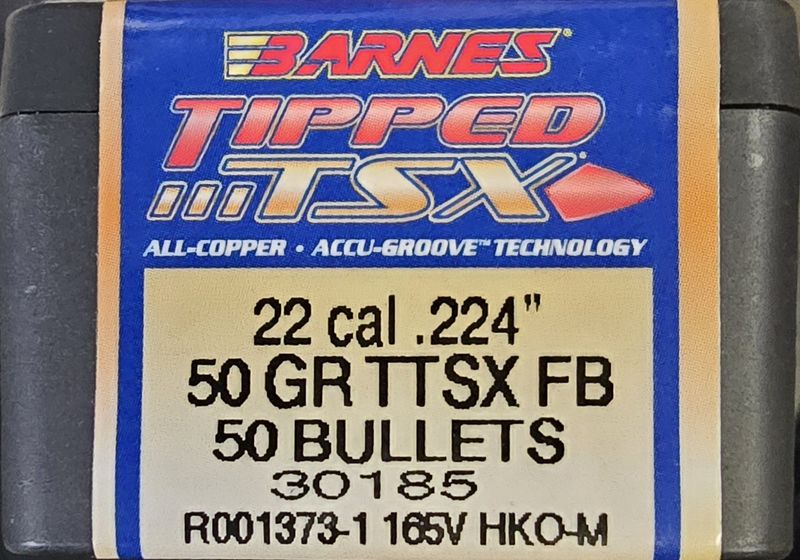 BARNES®
TIPPED
TSX®
ALL-COPPER • ACCU-GROOVE™ TECHNOLOGY
22 cal .224"
50 GR TTSX FB
50 BULLETS
30185
R001373-1 165V HKO-M